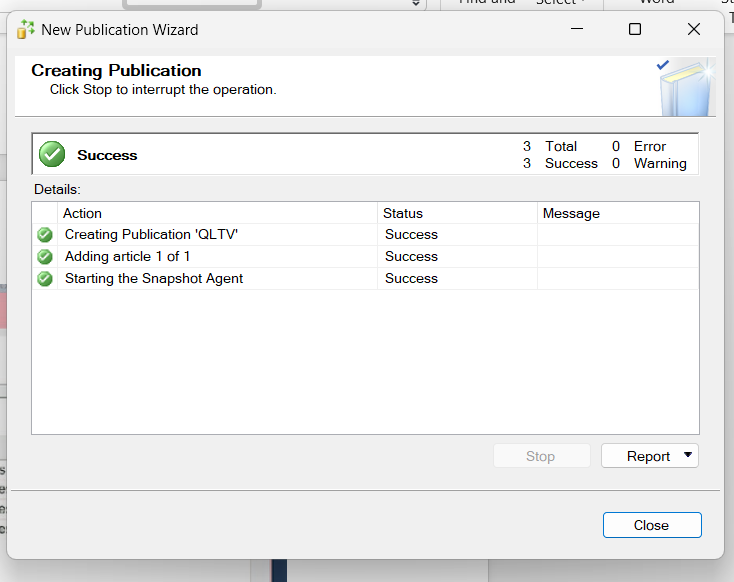 New Publication Wizard
Creating Publication
Click Stop to interrupt the operation.
Success
3 Total 0 Error
3 Success 0 Warning
Details:
Action Status Message
Creating Publication 'QLTV' Success
Adding article 1 of 1 Success
Starting the Snapshot Agent Success
Stop Report
Close